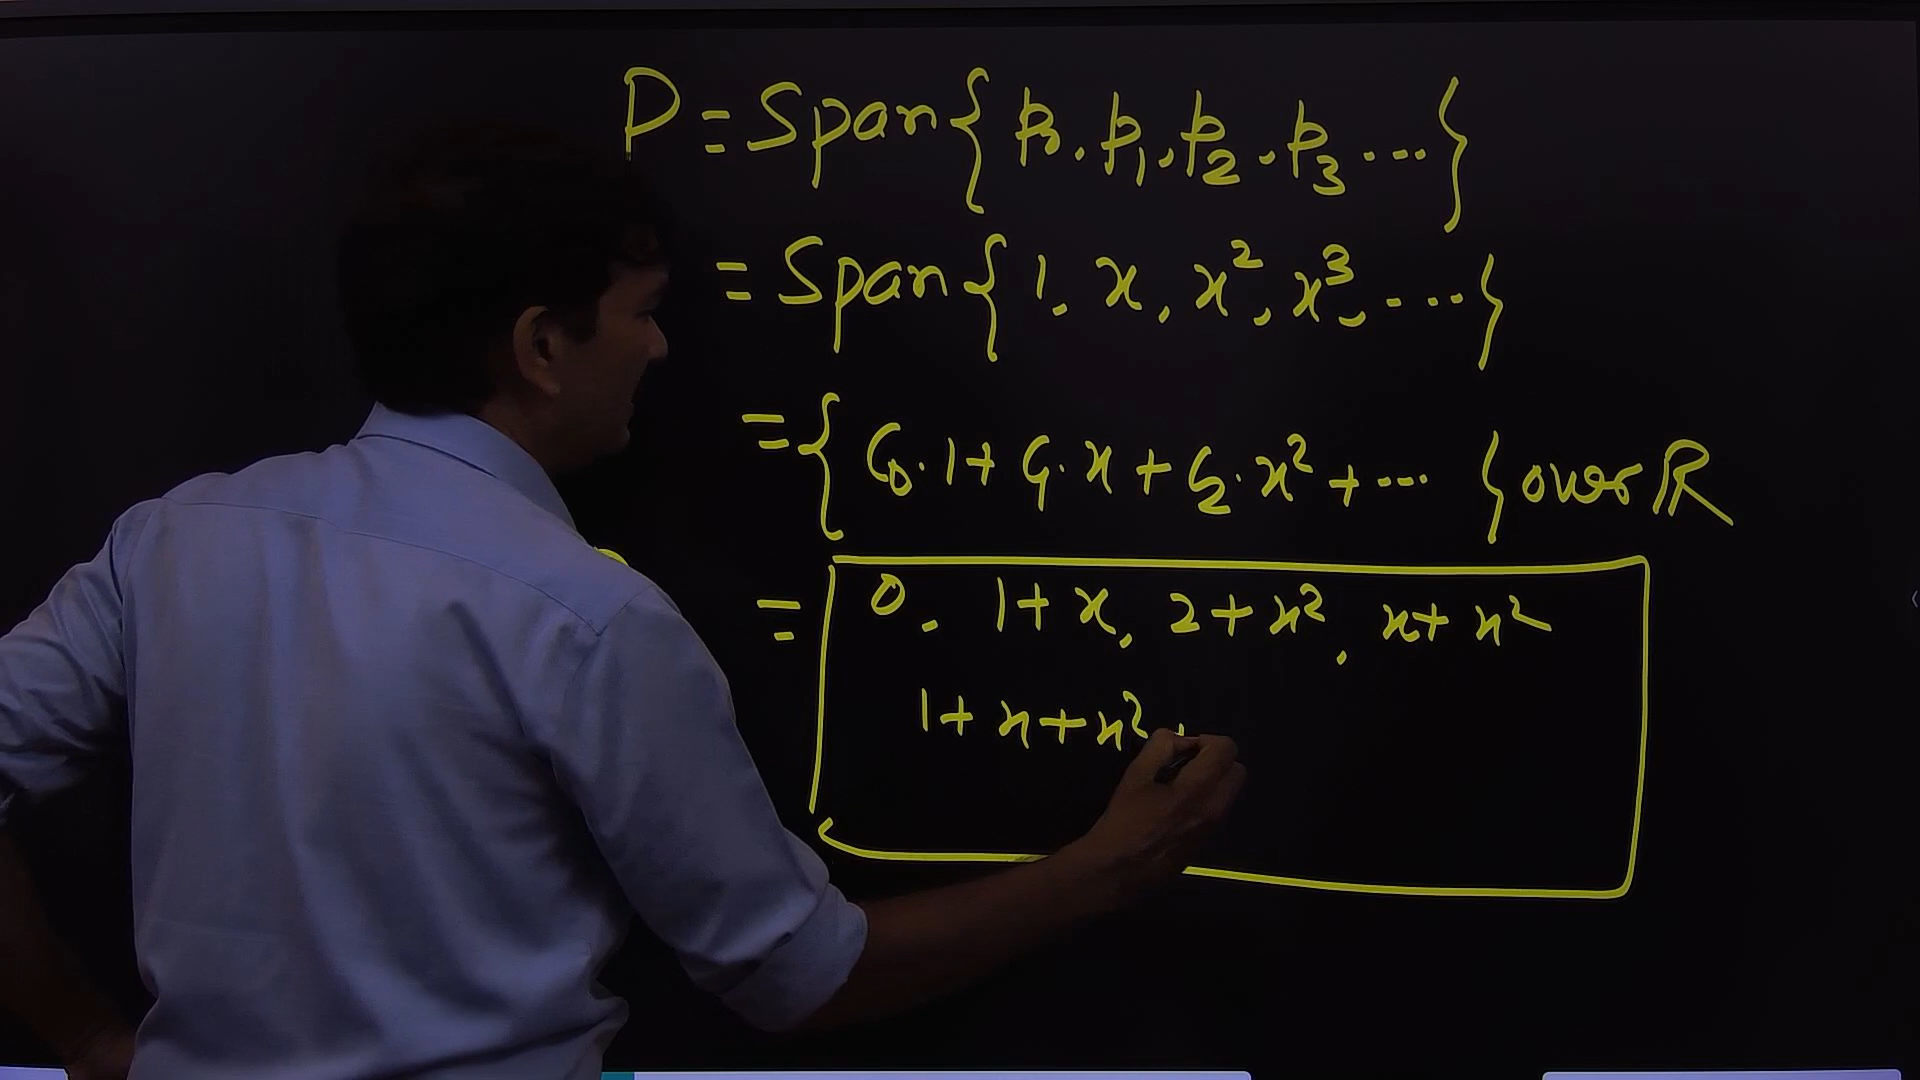 P = Span { p₀, p₁, p₂, p₃ ... }
= Span { 1, x, x², x³, .... }
= { C₀·1 + C₁·x + C₂·x² + ... } over R
= 0, 1 + x, 2 + x², x + x²
1 + x + x²